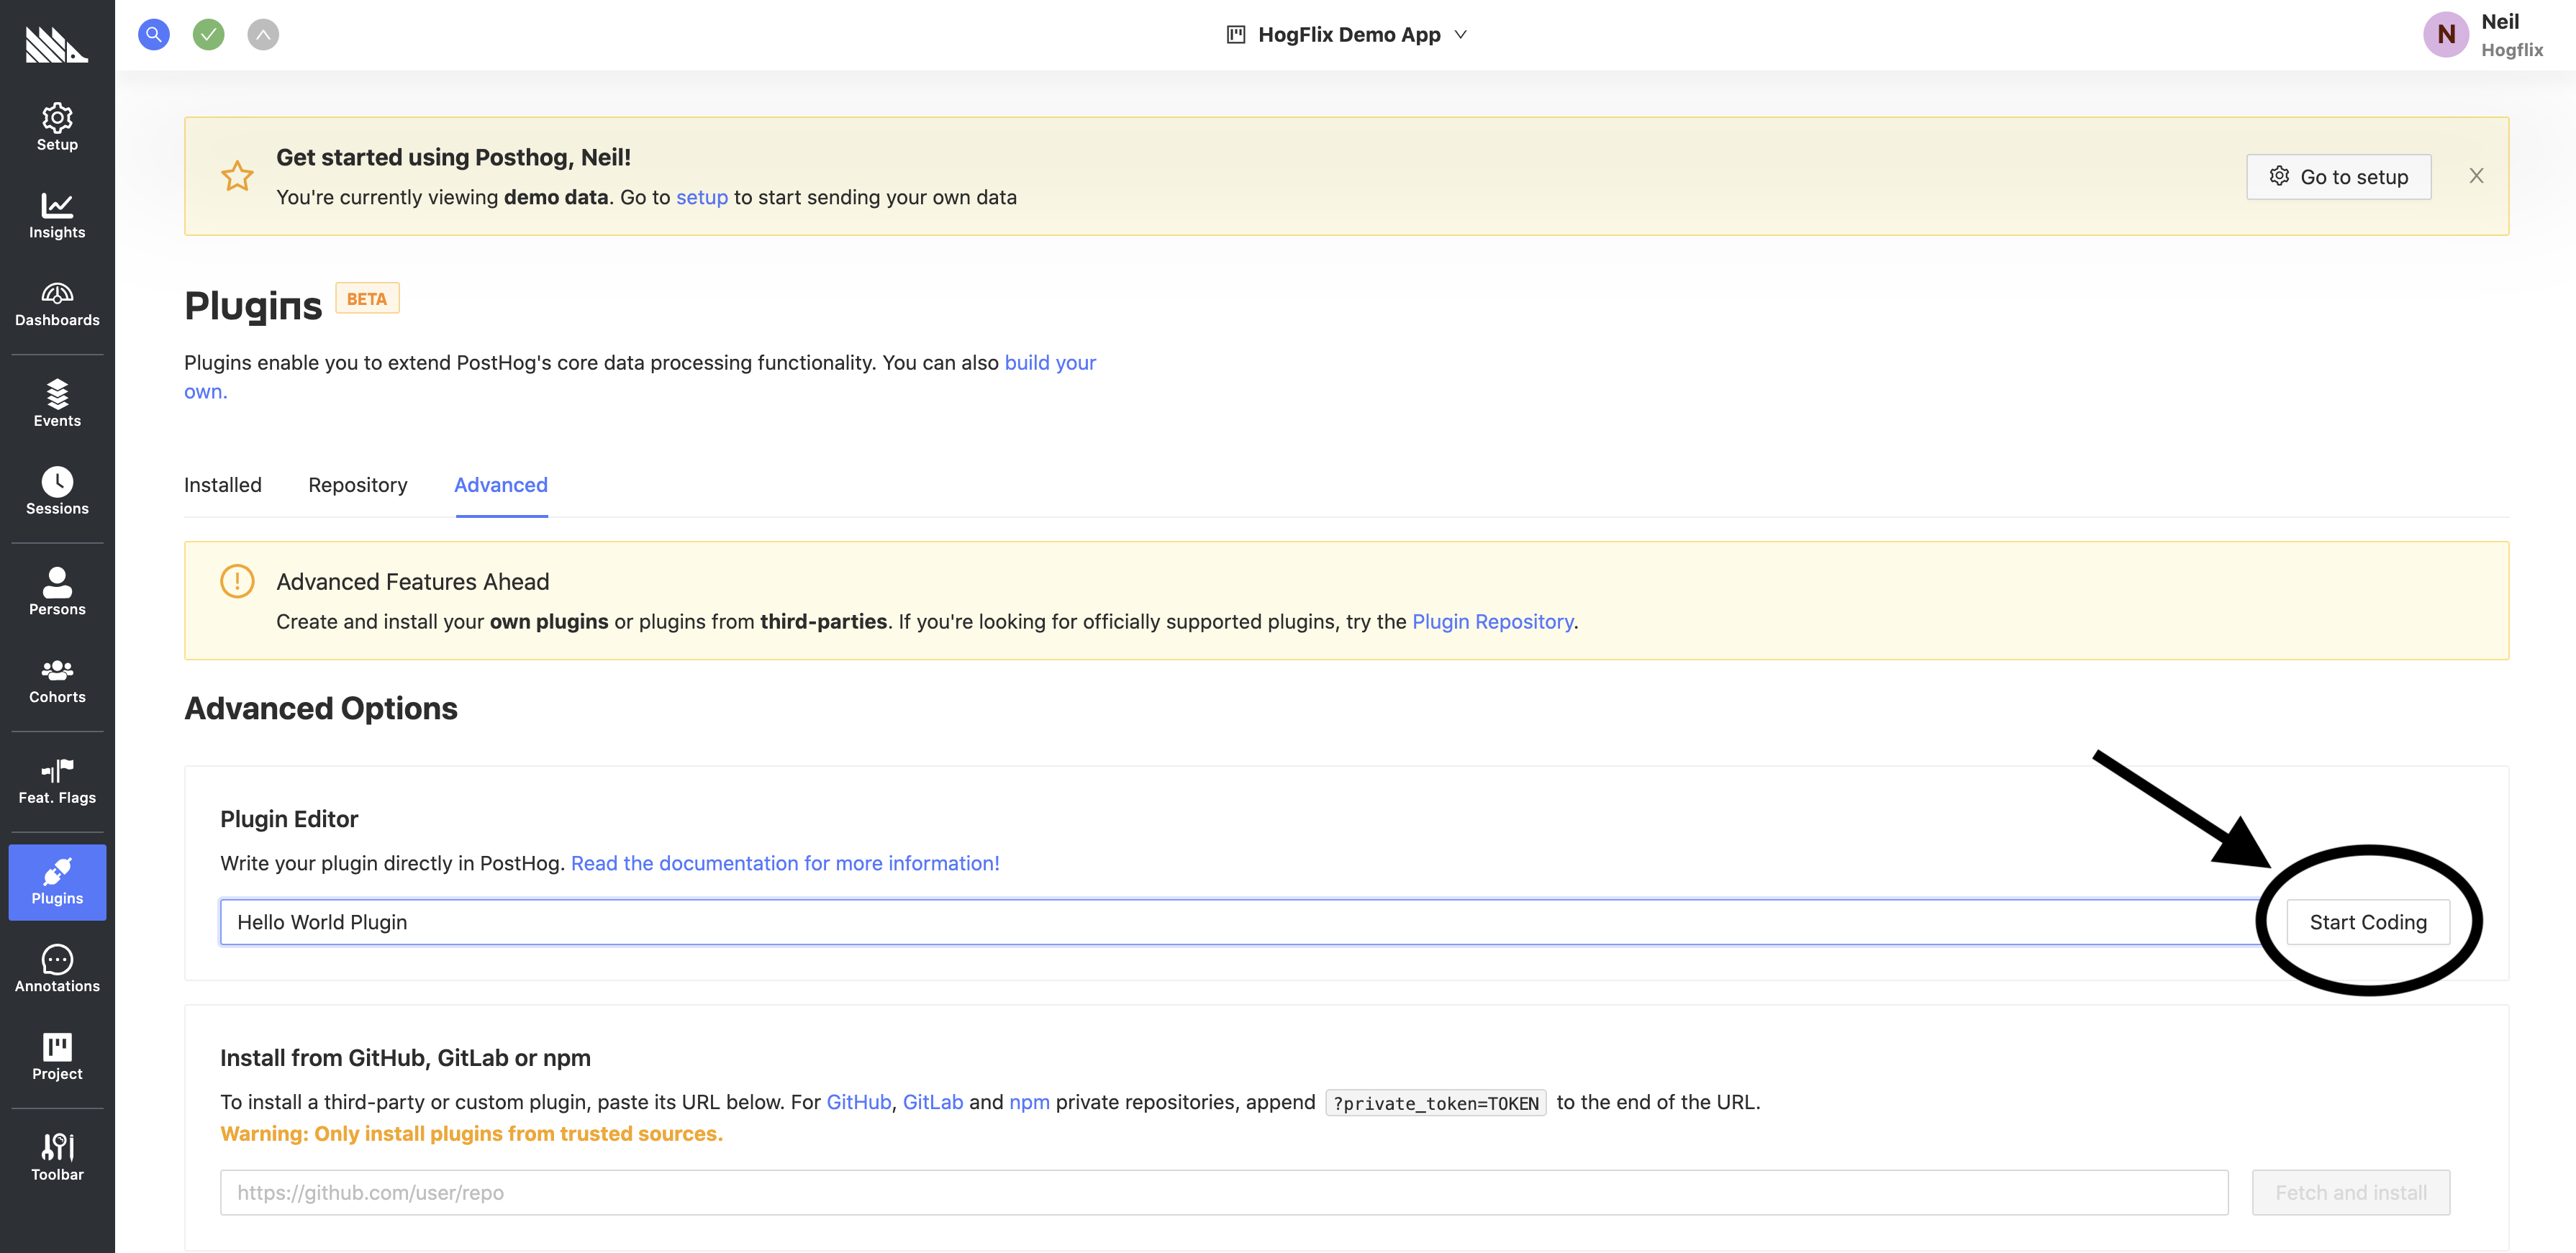 HogFlix Demo App
N
Neil
Hogflix
Setup
Insights
Dashboards
Events
Sessions
Persons
Cohorts
Feat. Flags
Plugins
Annotations
Project
Toolbar
Get started using Posthog, Neil!
You're currently viewing demo data. Go to setup to start sending your own data
Go to setup
Plugins BETA
Plugins enable you to extend PostHog's core data processing functionality. You can also build your
own.
Installed Repository Advanced
Advanced Features Ahead
Create and install your own plugins or plugins from third-parties. If you're looking for officially supported plugins, try the Plugin Repository.
Advanced Options
Plugin Editor
Write your plugin directly in PostHog. Read the documentation for more information!
Hello World Plugin
Start Coding
Install from GitHub, GitLab or npm
To install a third-party or custom plugin, paste its URL below. For GitHub, GitLab and npm private repositories, append ?private_token=TOKEN to the end of the URL.
Warning: Only install plugins from trusted sources.
https://github.com/user/repo
Fetch and install